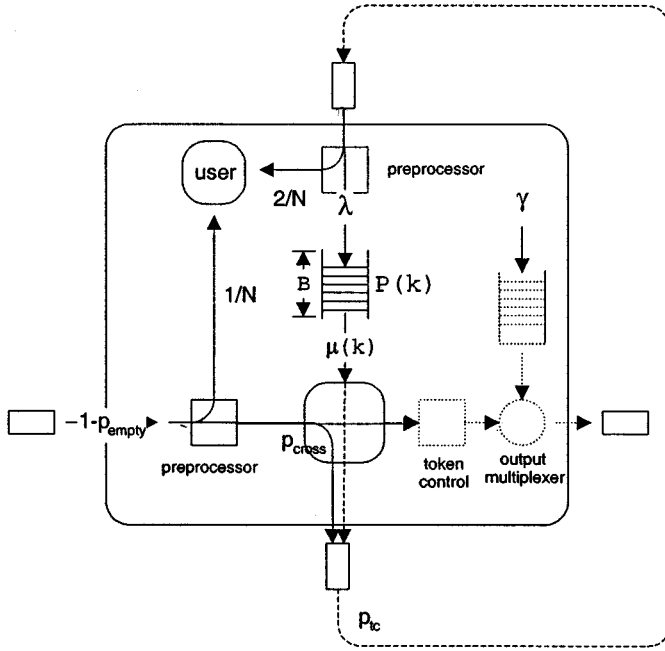 user
preprocessor
2/N
λ
γ
B
P(k)
1/N
μ(k)
-1-p_empty
p_cross
preprocessor
token
control
output
multiplexer
p_tc